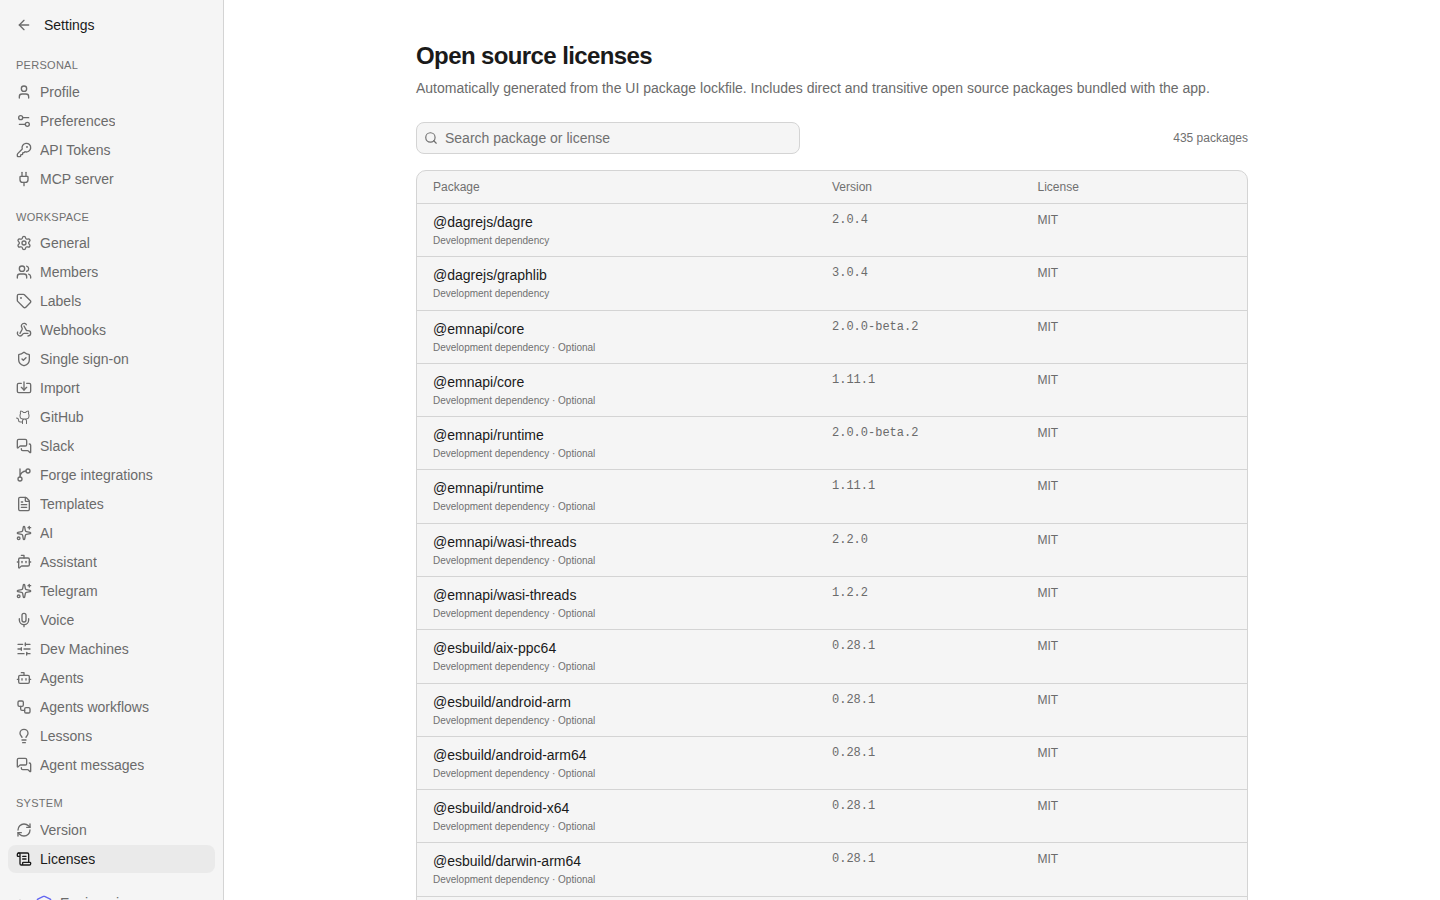 Settings
PERSONAL
Profile
Preferences
API Tokens
MCP server
WORKSPACE
General
Members
Labels
Webhooks
Single sign-on
Import
GitHub
Slack
Forge integrations
Templates
AI
Assistant
Telegram
Voice
Dev Machines
Agents
Agents workflows
Lessons
Agent messages
SYSTEM
Version
Licenses
Open source licenses
Automatically generated from the UI package lockfile. Includes direct and transitive open source packages bundled with the app.
Search package or license
435 packages
Package Version License
@dagrejs/dagre 2.0.4 MIT
Development dependency
@dagrejs/graphlib 3.0.4 MIT
Development dependency
@emnapi/core 2.0.0-beta.2 MIT
Development dependency · Optional
@emnapi/core 1.11.1 MIT
Development dependency · Optional
@emnapi/runtime 2.0.0-beta.2 MIT
Development dependency · Optional
@emnapi/runtime 1.11.1 MIT
Development dependency · Optional
@emnapi/wasi-threads 2.2.0 MIT
Development dependency · Optional
@emnapi/wasi-threads 1.2.2 MIT
Development dependency · Optional
@esbuild/aix-ppc64 0.28.1 MIT
Development dependency · Optional
@esbuild/android-arm 0.28.1 MIT
Development dependency · Optional
@esbuild/android-arm64 0.28.1 MIT
Development dependency · Optional
@esbuild/android-x64 0.28.1 MIT
Development dependency · Optional
@esbuild/darwin-arm64 0.28.1 MIT
Development dependency · Optional